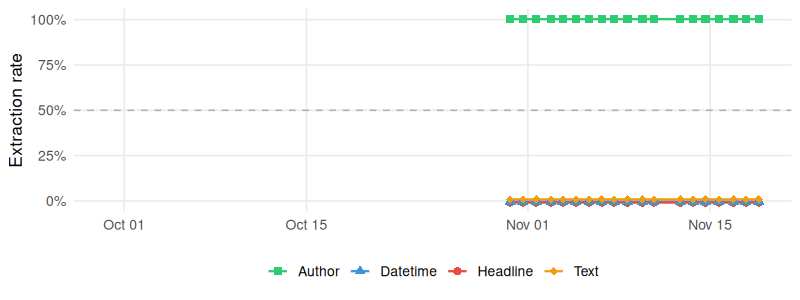 Extraction rate
100%
75%
50%
25%
0%
Oct 01 Oct 15 Nov 01 Nov 15
Author Datetime Headline Text